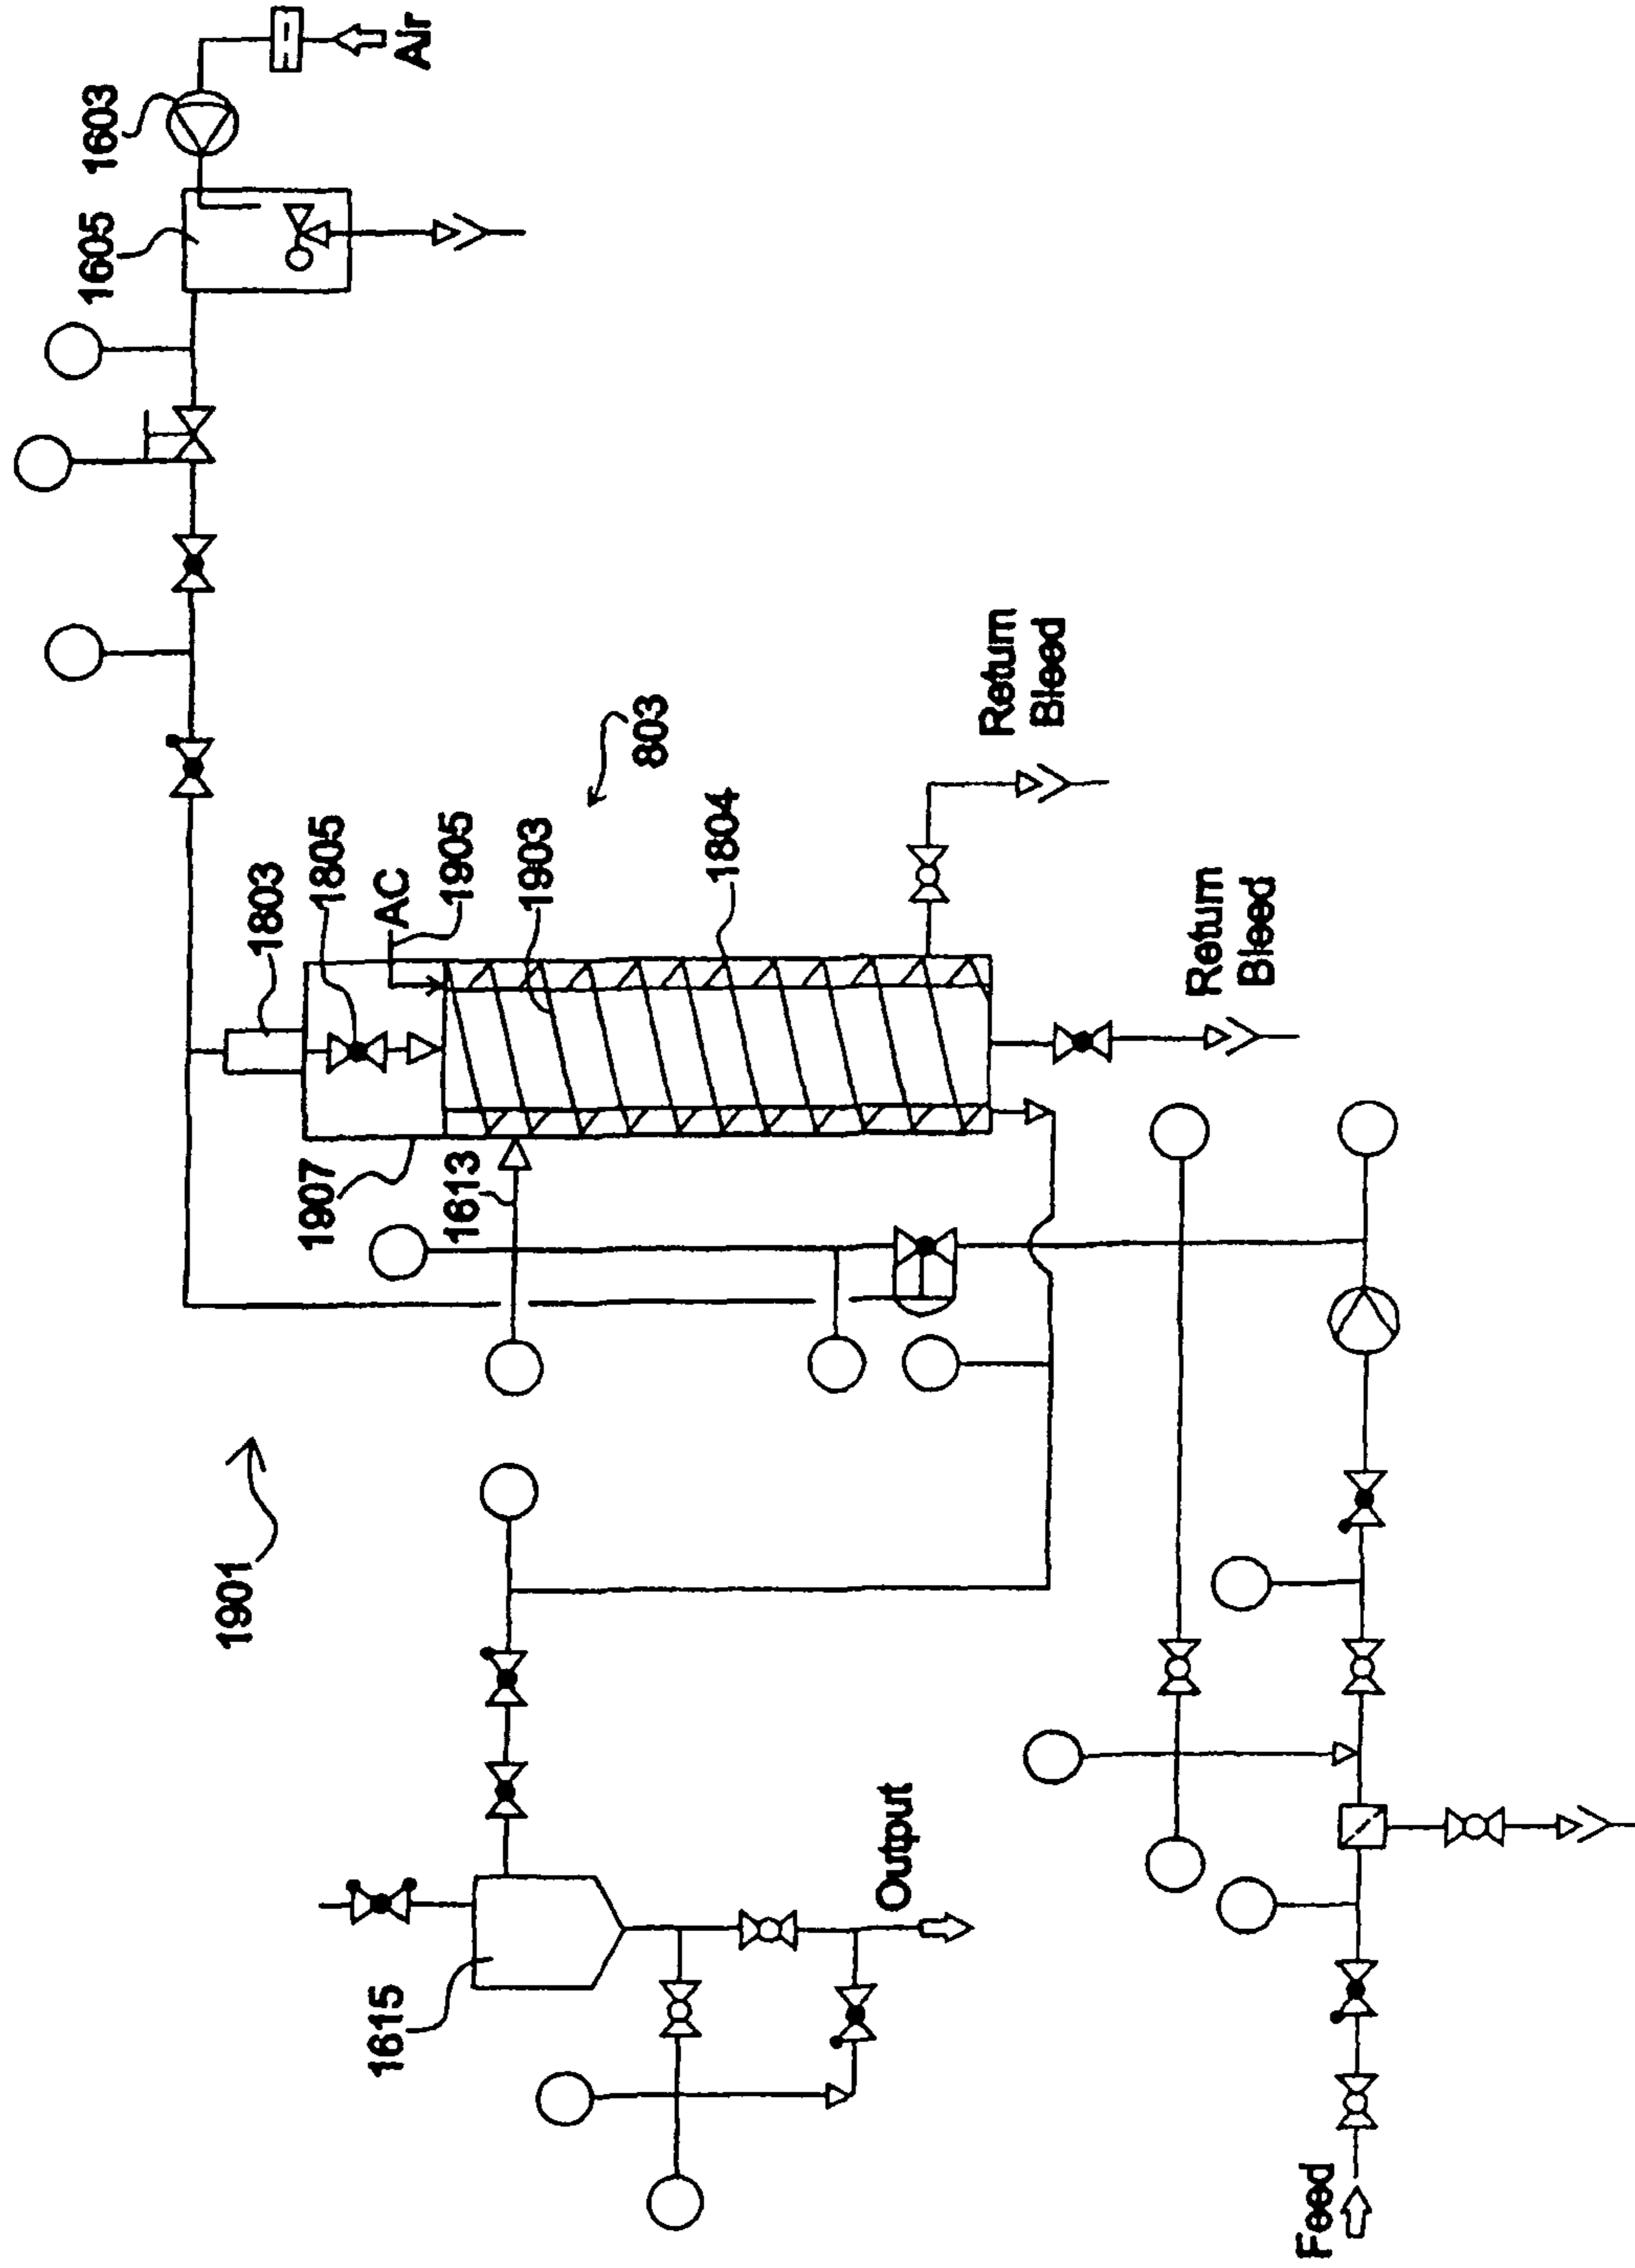 1605
1603
1901
1803
1907
1805
1615
AC
Air
1905
1613
1903
803
1804
Output
Return
Bleed
Return
Bleed
Feed